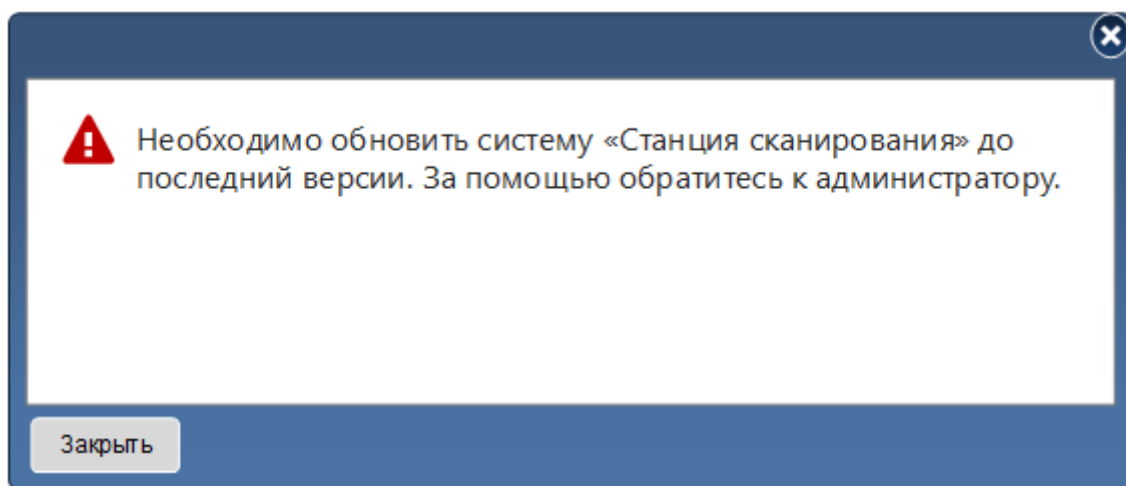 Необходимо обновить систему «Станция сканирования» до
последний версии. За помощью обратитесь к администратору.
Закрыть